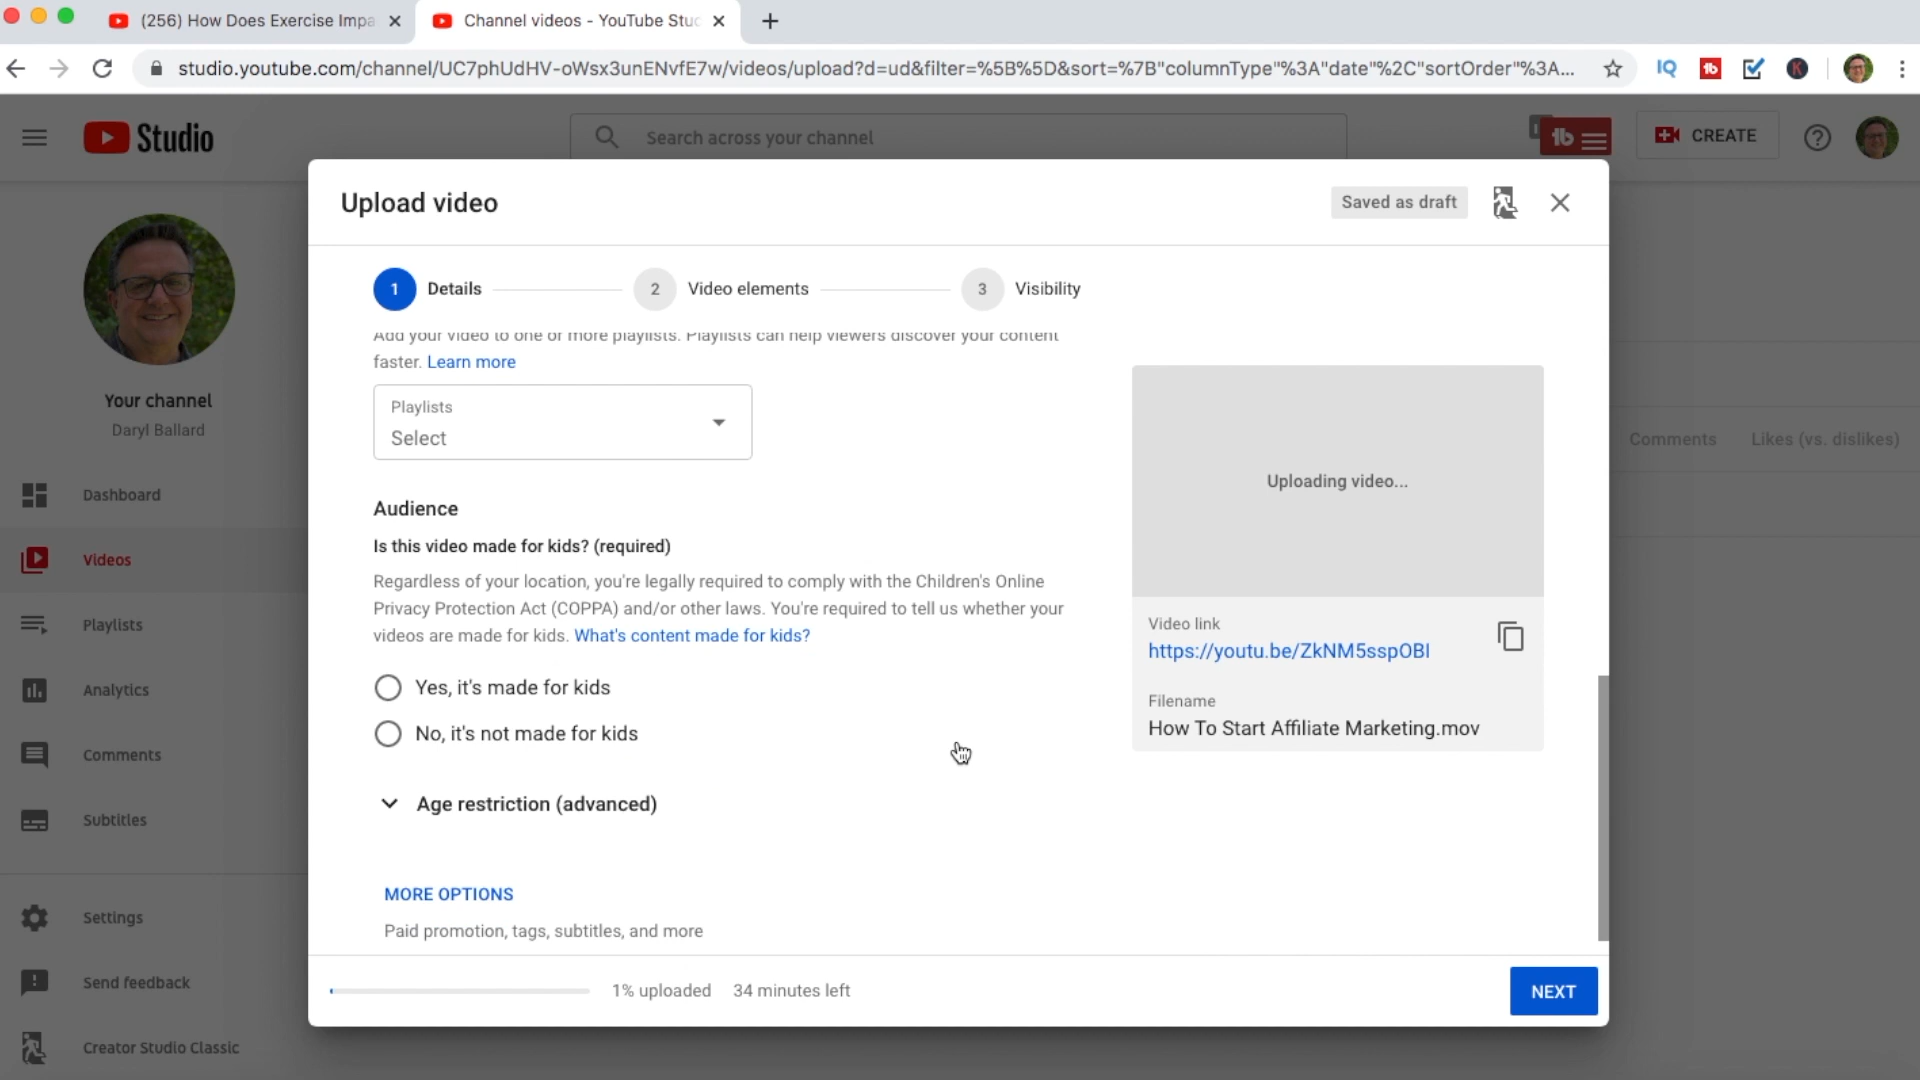 (256) How Does Exercise Impa
Channel videos - YouTube Stuc
studio.youtube.com/channel/UC7phUdHV-oWsx3unENvfE7w/videos/upload?d=ud&filter=%5B%5D&sort=%7B"columnType"%3A"date"%2C"sortOrder"%3A...
IQ
tb
K
Studio
Search across your channel
tb
CREATE
Upload video
Saved as draft
1 Details
2 Video elements
3 Visibility
Your channel
Daryl Ballard
Dashboard
Videos
Playlists
Analytics
Comments
Subtitles
Settings
Send feedback
Creator Studio Classic
Add your video to one or more playlists. Playlists can help viewers discover your content
faster. Learn more
Playlists
Select
Audience
Is this video made for kids? (required)
Regardless of your location, you're legally required to comply with the Children's Online
Privacy Protection Act (COPPA) and/or other laws. You're required to tell us whether your
videos are made for kids. What's content made for kids?
Yes, it's made for kids
No, it's not made for kids
Age restriction (advanced)
MORE OPTIONS
Paid promotion, tags, subtitles, and more
Uploading video...
Video link
https://youtu.be/ZkNM5sspOBI
Filename
How To Start Affiliate Marketing.mov
Comments
Likes (vs. dislikes)
1% uploaded
34 minutes left
NEXT